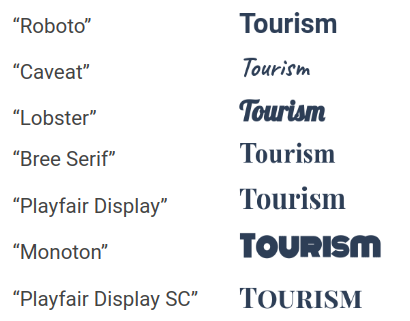 “Roboto” Tourism
“Caveat” Tourism
“Lobster” Tourism
“Bree Serif” Tourism
“Playfair Display” Tourism
“Monoton” Tourism
“Playfair Display SC” Tourism